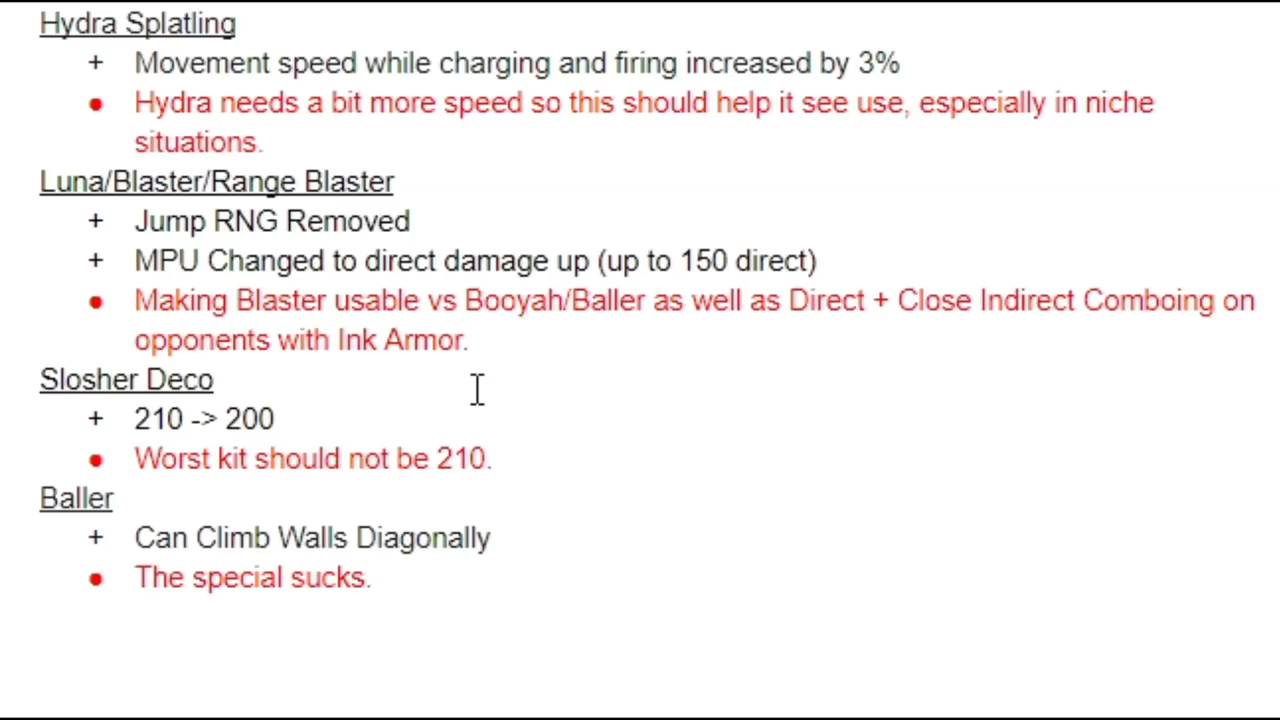 Hydra Splatling
+ Movement speed while charging and firing increased by 3%
● Hydra needs a bit more speed so this should help it see use, especially in niche
situations.
Luna/Blaster/Range Blaster
+ Jump RNG Removed
+ MPU Changed to direct damage up (up to 150 direct)
● Making Blaster usable vs Booyah/Baller as well as Direct + Close Indirect Comboing on
opponents with Ink Armor.
Slosher Deco
+ 210 -> 200
● Worst kit should not be 210.
Baller
+ Can Climb Walls Diagonally
● The special sucks.